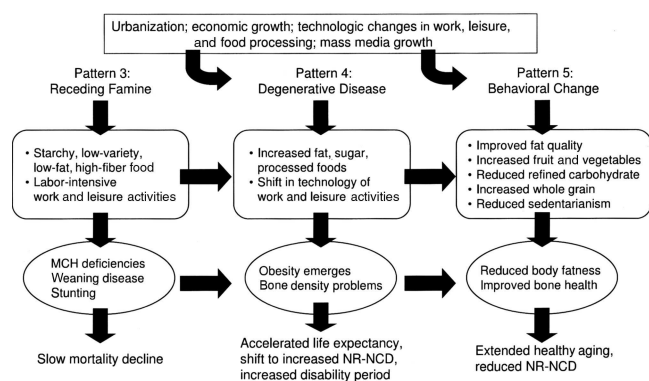 Urbanization; economic growth; technologic changes in work, leisure,
and food processing; mass media growth
Pattern 3:
Receding Famine
Pattern 4:
Degenerative Disease
Pattern 5:
Behavioral Change
• Starchy, low-variety,
low-fat, high-fiber food
• Labor-intensive
work and leisure activities
• Increased fat, sugar,
processed foods
• Shift in technology of
work and leisure activities
• Improved fat quality
• Increased fruit and vegetables
• Reduced refined carbohydrate
• Increased whole grain
• Reduced sedentarianism
MCH deficiencies
Weaning disease
Stunting
Obesity emerges
Bone density problems
Reduced body fatness
Improved bone health
Slow mortality decline
Accelerated life expectancy,
shift to increased NR-NCD,
increased disability period
Extended healthy aging,
reduced NR-NCD